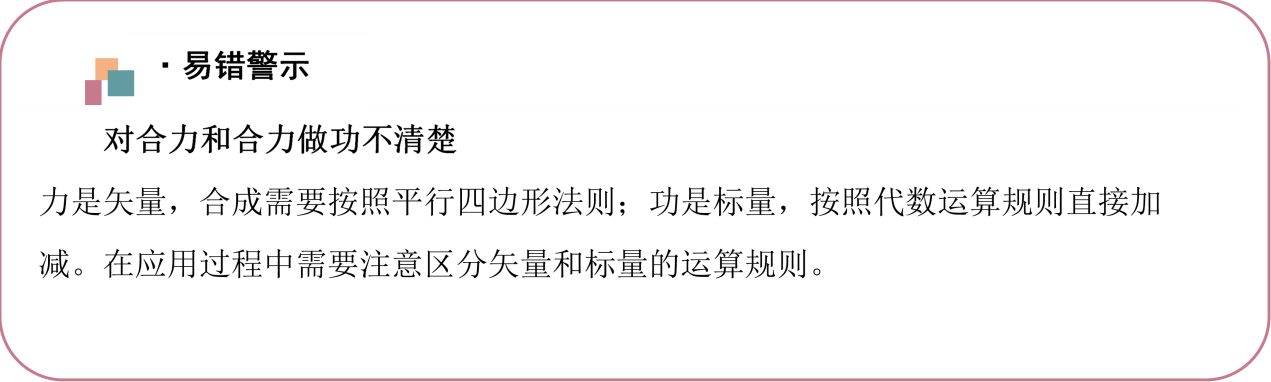 ·易错警示
对合力和合力做功不清楚
力是矢量，合成需要按照平行四边形法则；功是标量，按照代数运算规则直接加
减。在应用过程中需要注意区分矢量和标量的运算规则。